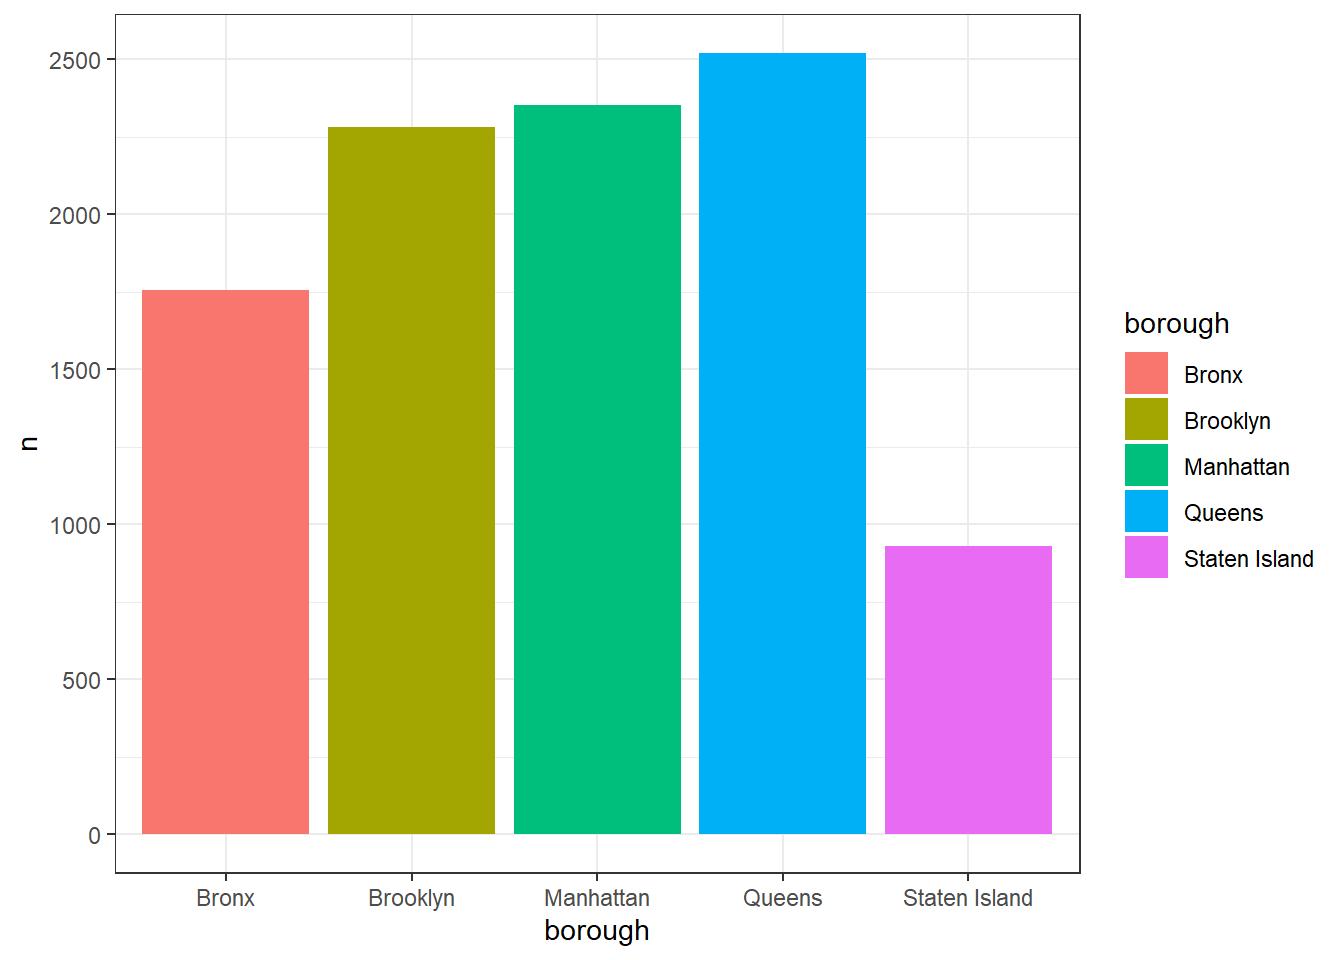 2500
2000
1500
1000
500
0
n
Bronx
Brooklyn
Manhattan
Queens
Staten Island
borough
borough
Bronx
Brooklyn
Manhattan
Queens
Staten Island